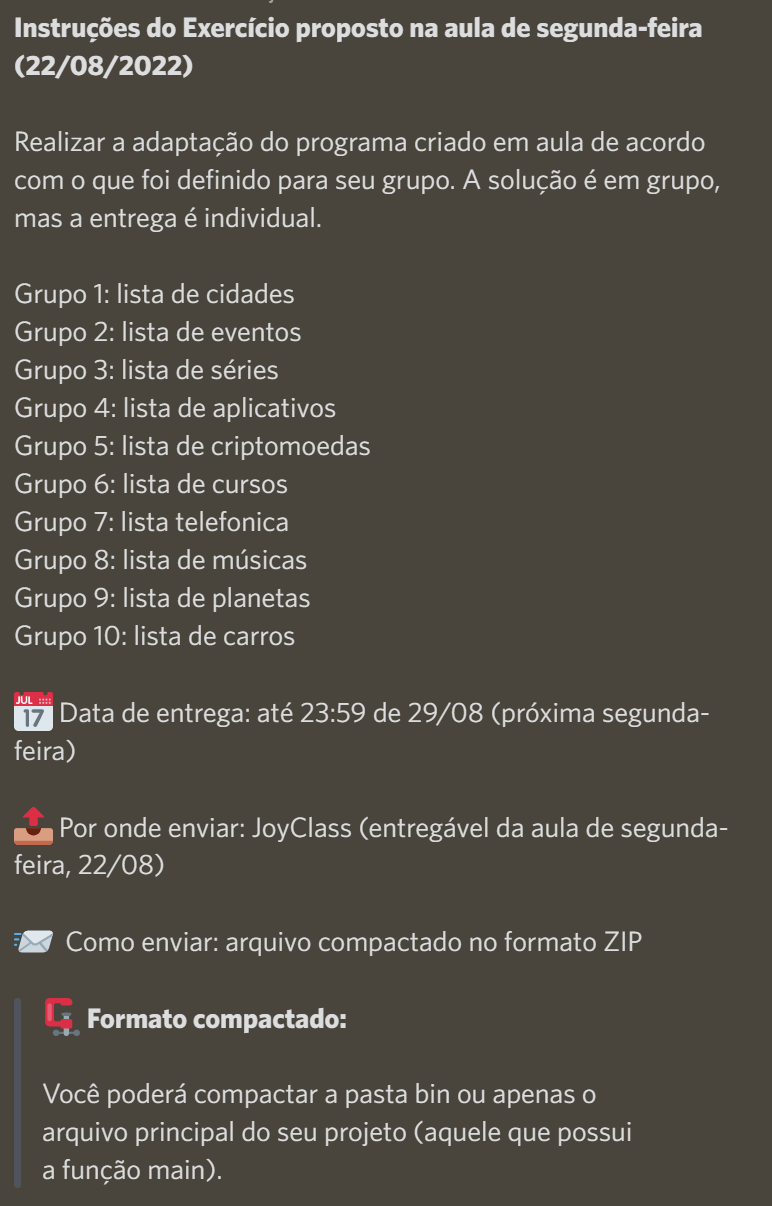 Instruções do Exercício proposto na aula de segunda-feira
(22/08/2022)
Realizar a adaptação do programa criado em aula de acordo
com o que foi definido para seu grupo. A solução é em grupo,
mas a entrega é individual.
Grupo 1: lista de cidades
Grupo 2: lista de eventos
Grupo 3: lista de séries
Grupo 4: lista de aplicativos
Grupo 5: lista de criptomoedas
Grupo 6: lista de cursos
Grupo 7: lista telefonica
Grupo 8: lista de músicas
Grupo 9: lista de planetas
Grupo 10: lista de carros
📅 Data de entrega: até 23:59 de 29/08 (próxima segunda-
feira)
📤 Por onde enviar: JoyClass (entregável da aula de segunda-
feira, 22/08)
📨 Como enviar: arquivo compactado no formato ZIP
🗜️ Formato compactado:
Você poderá compactar a pasta bin ou apenas o
arquivo principal do seu projeto (aquele que possui
a função main).